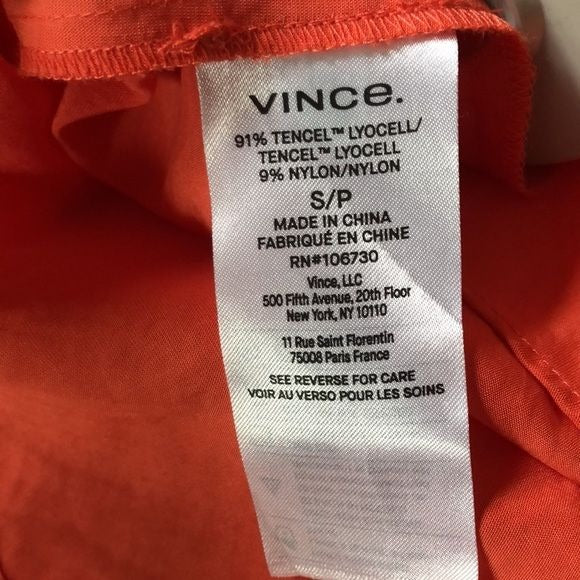 VINCe.
91% TENCEL™ LYOCELL/
TENCEL™ LYOCELL
9% NYLON/NYLON
S/P
MADE IN CHINA
FABRIQUÉ EN CHINE
RN#106730
Vince, LLC
500 Fifth Avenue, 20th Floor
New York, NY 10110
11 Rue Saint Florentin
75008 Paris France
SEE REVERSE FOR CARE
VOIR AU VERSO POUR LES SOINS